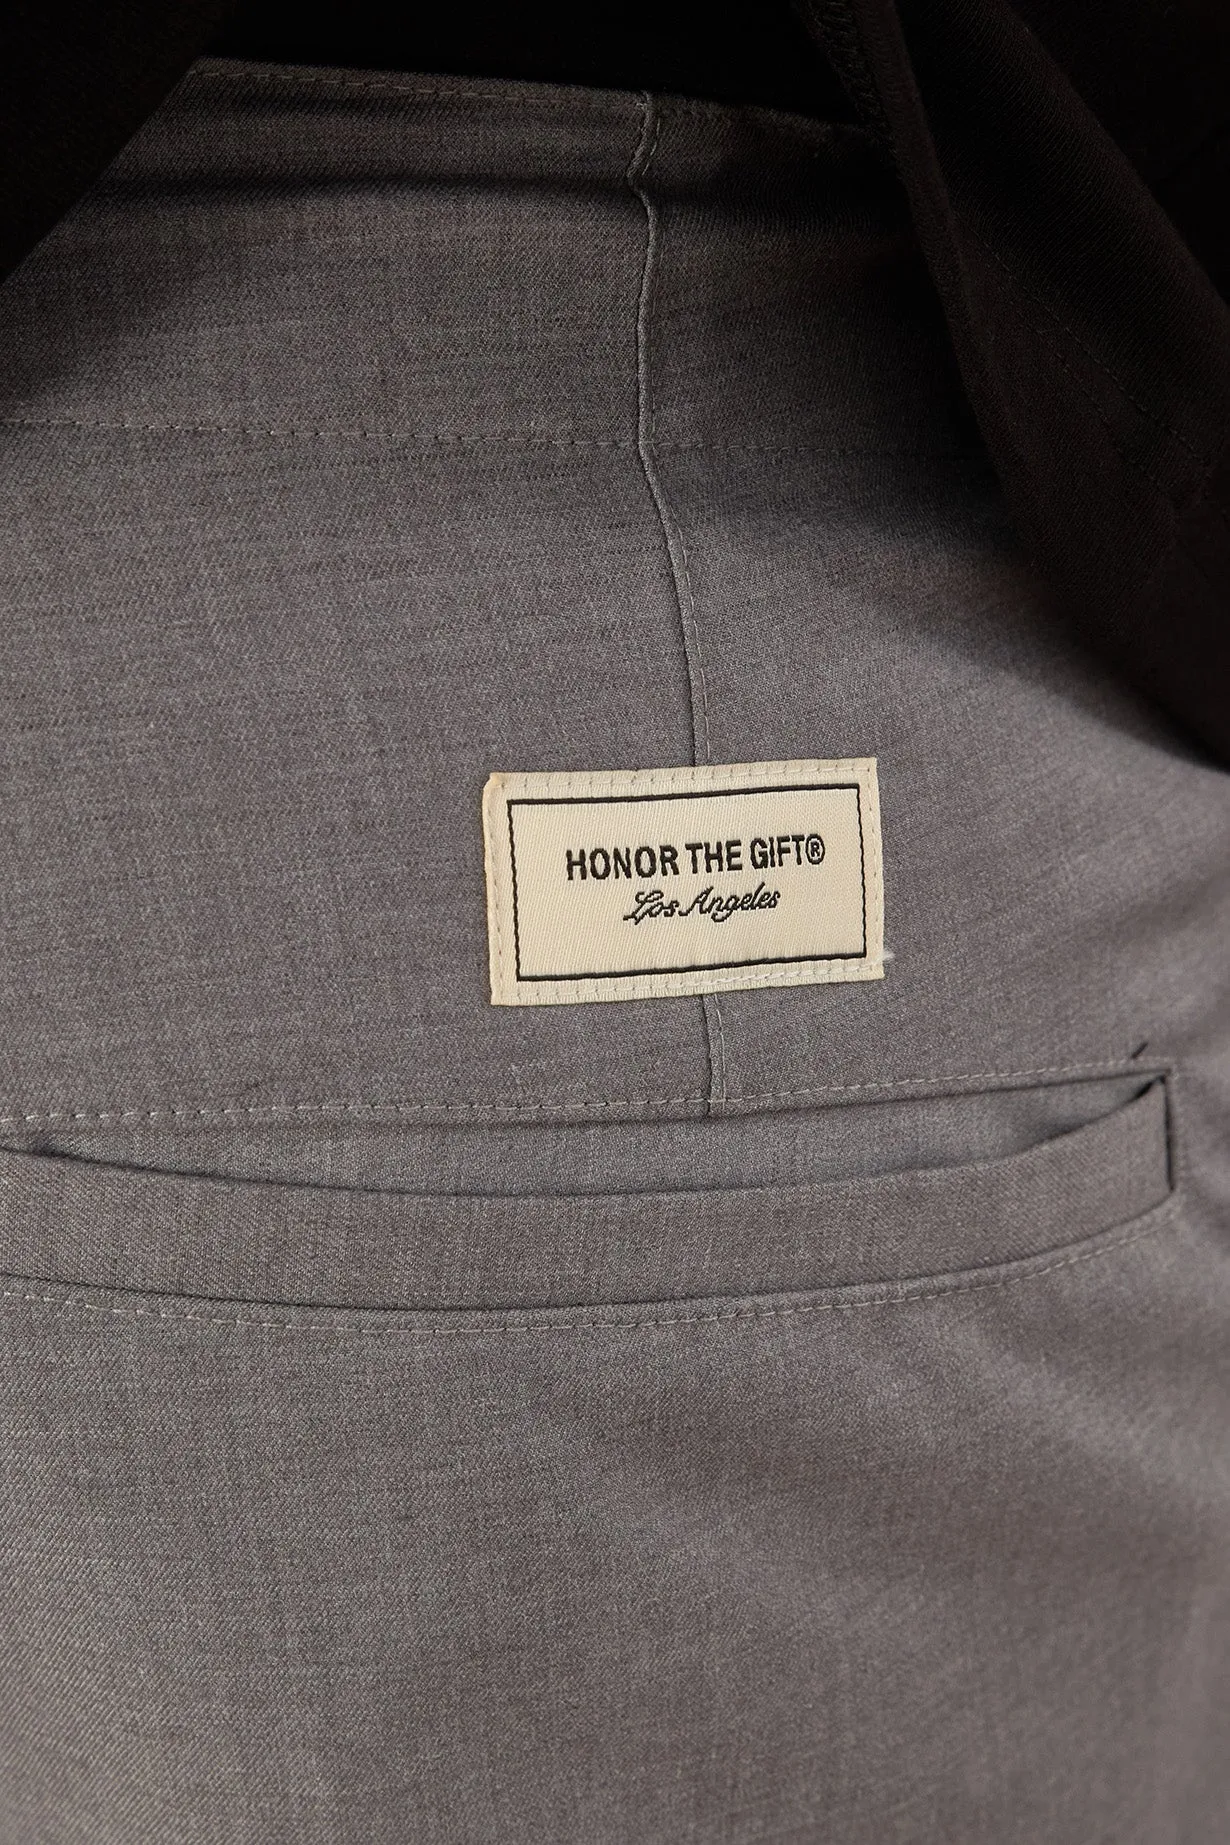 HONOR THE GIFT®
Los Angeles